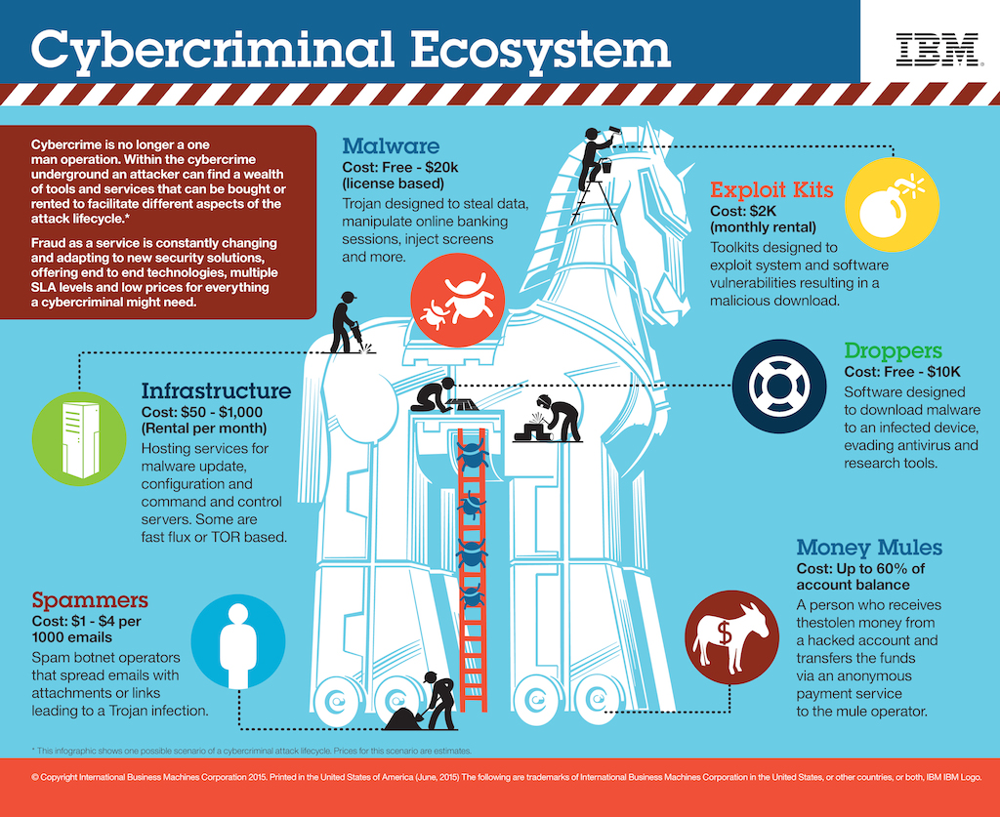 Cybercriminal Ecosystem
IBM
Cybercrime is no longer a one
man operation. Within the cybercrime
underground an attacker can find a wealth
of tools and services that can be bought or
rented to facilitate different aspects of the
attack lifecycle.*
Fraud as a service is constantly changing
and adapting to new security solutions,
offering end to end technologies, multiple
SLA levels and low prices for everything
a cybercriminal might need.
Malware
Cost: Free - $20k
(license based)
Trojan designed to steal data,
manipulate online banking
sessions, inject screens
and more.
Exploit Kits
Cost: $2K
(monthly rental)
Toolkits designed to
exploit system and software
vulnerabilities resulting in a
malicious download.
Droppers
Cost: Free - $10K
Software designed
to download malware
to an infected device,
evading antivirus and
research tools.
Infrastructure
Cost: $50 - $1,000
(Rental per month)
Hosting services for
malware update,
configuration and
command and control
servers. Some are
fast flux or TOR based.
Spammers
Cost: $1 - $4 per
1000 emails
Spam botnet operators
that spread emails with
attachments or links
leading to a Trojan infection.
Money Mules
Cost: Up to 60% of
account balance
A person who receives
thestolen money from
a hacked account and
transfers the funds
via an anonymous
payment service
to the mule operator.
$
* This infographic shows one possible scenario of a cybercriminal attack lifecycle. Prices for this scenario are estimates.
© Copyright International Business Machines Corporation 2015. Printed in the United States of America (June, 2015) The following are trademarks of International Business Machines Corporation in the United States, or other countries, or both, IBM IBM Logo.